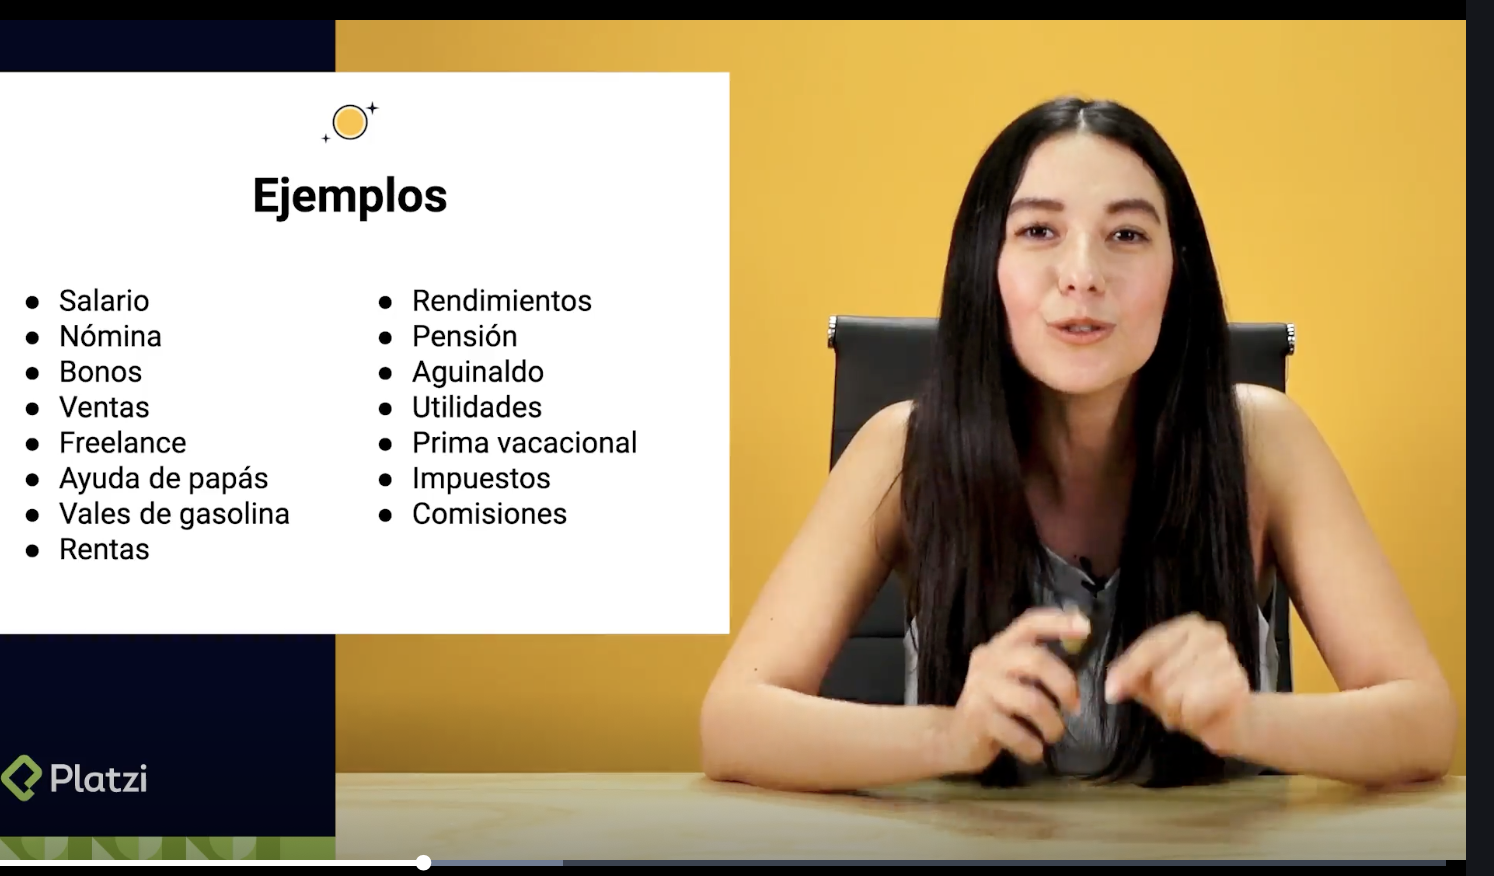 Ejemplos
Salario
Nómina
Bonos
Ventas
Freelance
Ayuda de papás
Vales de gasolina
Rentas
Rendimientos
Pensión
Aguinaldo
Utilidades
Prima vacacional
Impuestos
Comisiones
Platzi